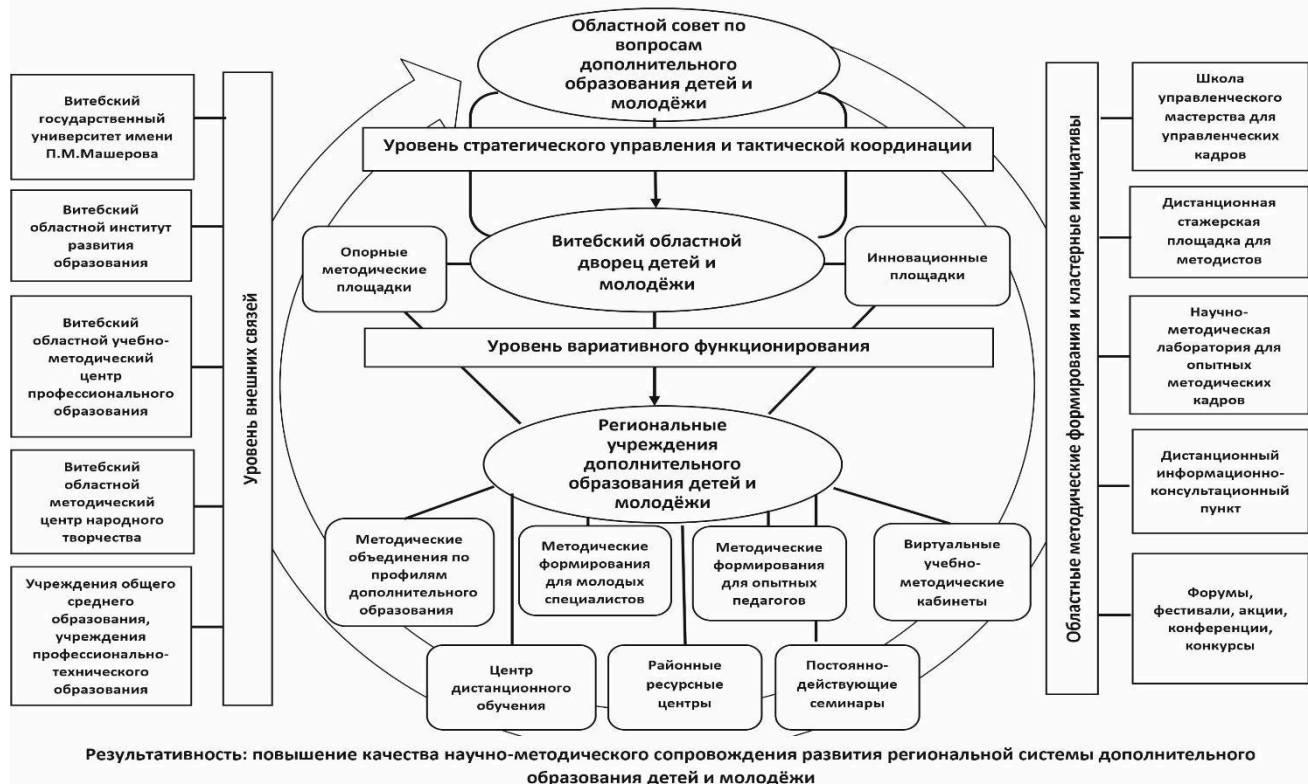 Областной совет по
вопросам
дополнительного
образования детей и
молодёжи
Уровень стратегического управления и тактической координации
Витебский областной
дворец детей и
молодёжи
Опорные
методические
площадки
Инновационные
площадки
Уровень вариативного функционирования
Региональные
учреждения
дополнительного
образования детей и
молодёжи
Методические
объединения по
профилям
дополнительного
образования
Методические
формирования
для молодых
специалистов
Методические
формирования
для опытных
педагогов
Виртуальные
учебно-
методические
кабинеты
Центр
дистанционного
обучения
Районные
ресурсные
центры
Постоянно-
действующие
семинары
Витебский
государственный
университет имени
П.М.Машерова
Витебский
областной институт
развития
образования
Витебский
областной учебно-
методический
центр
профессионального
образования
Витебский
областной
методический
центр народного
творчества
Учреждения общего
среднего
образования,
учреждения
профессионально-
технического
образования
Уровень внешних связей
Областные методические формирования и кластерные инициативы
Школа
управленческого
мастерства для
управленческих
кадров
Дистанционная
стажерская
площадка для
методистов
Научно-
методическая
лаборатория для
опытных
методических
кадров
Дистанционный
информационно-
консультационный
пункт
Форумы,
фестивали, акции,
конференции,
конкурсы
Результативность: повышение качества научно-методического сопровождения развития региональной системы дополнительного
образования детей и молодёжи